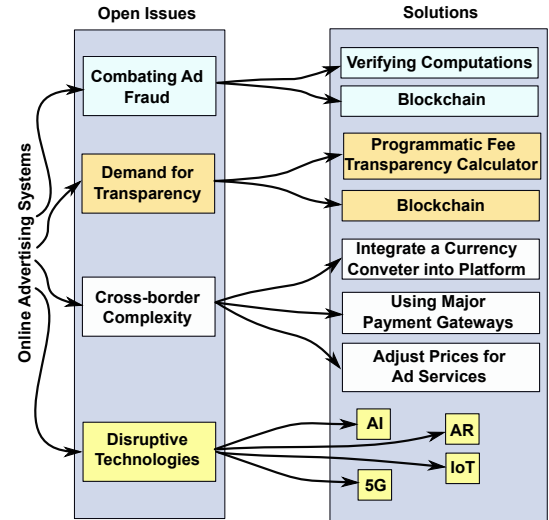 Open Issues
Solutions
Online Advertising Systems
Combating Ad
Fraud
Verifying Computations
Blockchain
Demand for
Transparency
Programmatic Fee
Transparency Calculator
Blockchain
Cross-border
Complexity
Integrate a Currency
Conveter into Platform
Using Major
Payment Gateways
Adjust Prices for
Ad Services
Disruptive
Technologies
AI
AR
IoT
5G